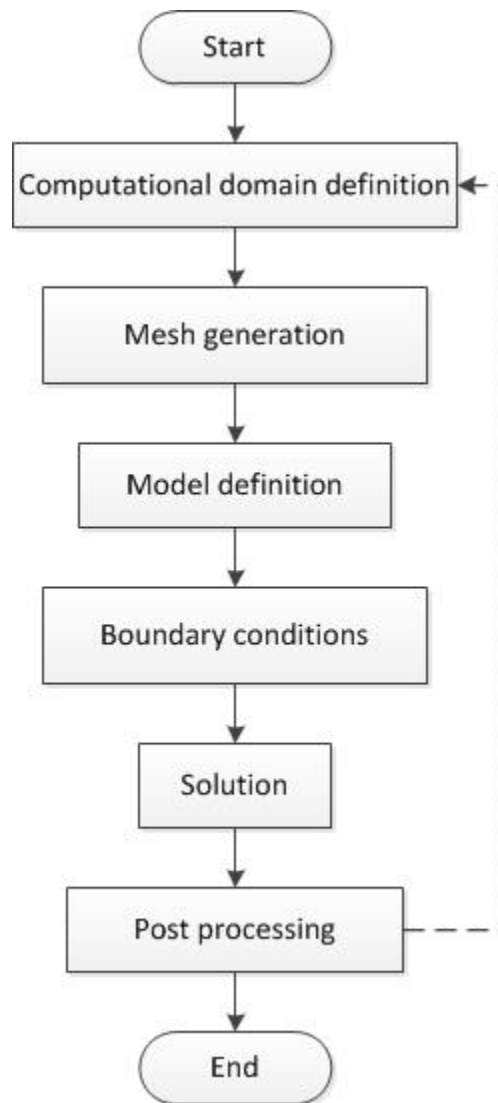 Start
Computational domain definition
Mesh generation
Model definition
Boundary conditions
Solution
Post processing
End